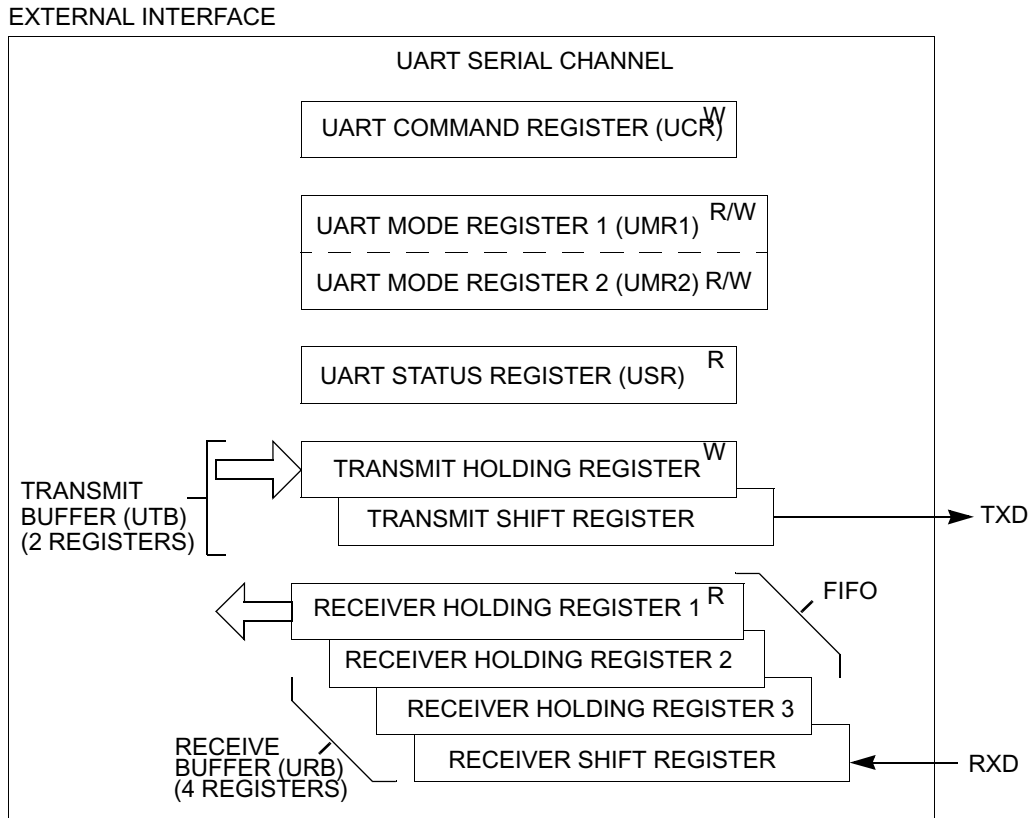 EXTERNAL INTERFACE
UART SERIAL CHANNEL
UART COMMAND REGISTER (UCR) W
UART MODE REGISTER 1 (UMR1) R/W
UART MODE REGISTER 2 (UMR2) R/W
UART STATUS REGISTER (USR) R
TRANSMIT HOLDING REGISTER W
TRANSMIT SHIFT REGISTER
TRANSMIT
BUFFER (UTB)
(2 REGISTERS)
TXD
RECEIVER HOLDING REGISTER 1 R
FIFO
RECEIVER HOLDING REGISTER 2
RECEIVER HOLDING REGISTER 3
RECEIVER SHIFT REGISTER
RECEIVE
BUFFER (URB)
(4 REGISTERS)
RXD